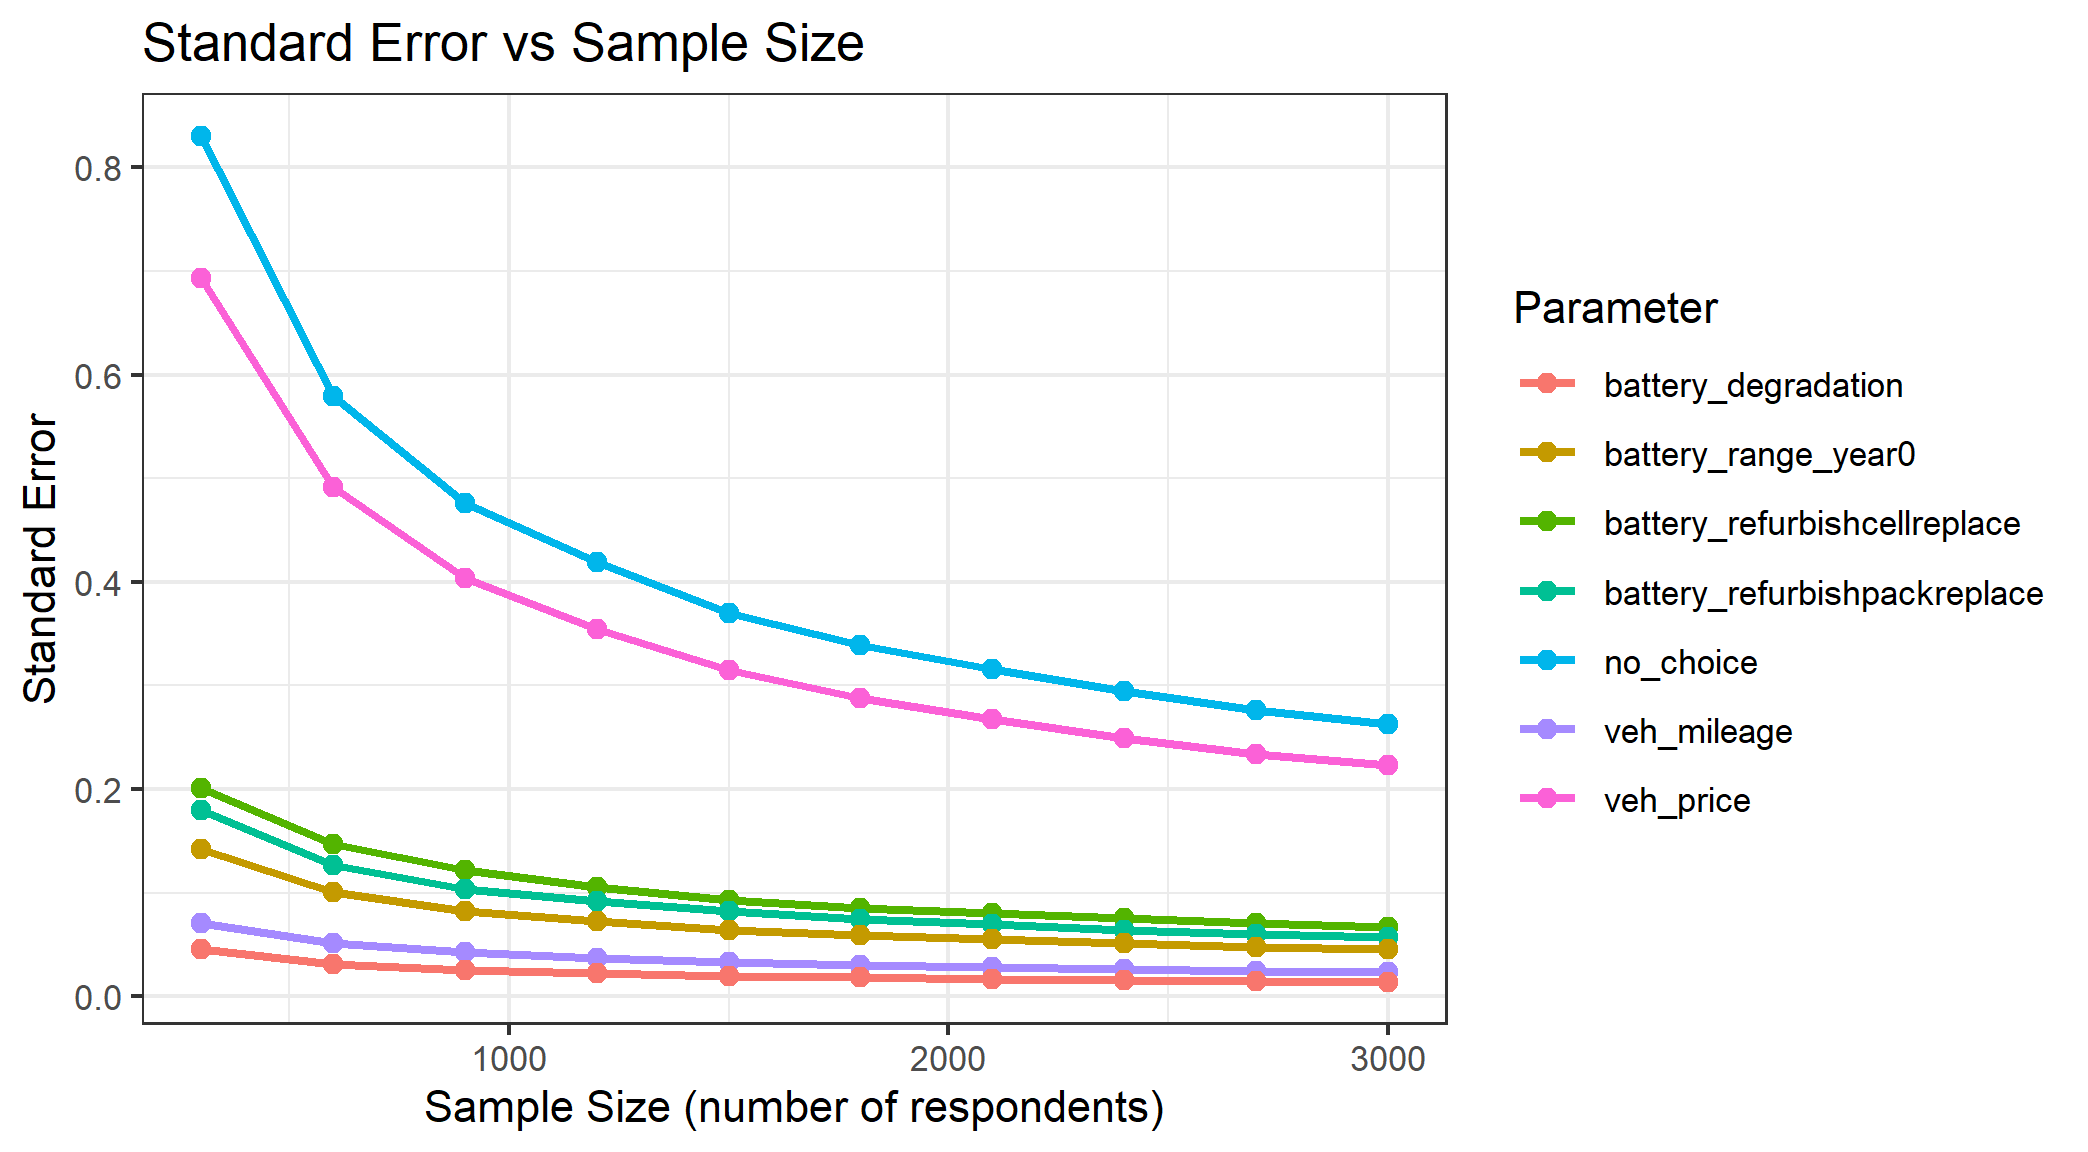 Standard Error vs Sample Size
Standard Error
0.8
0.6
0.4
0.2
0.0
1000 2000 3000
Sample Size (number of respondents)
Parameter
battery_degradation
battery_range_year0
battery_refurbishcellreplace
battery_refurbishpackreplace
no_choice
veh_mileage
veh_price